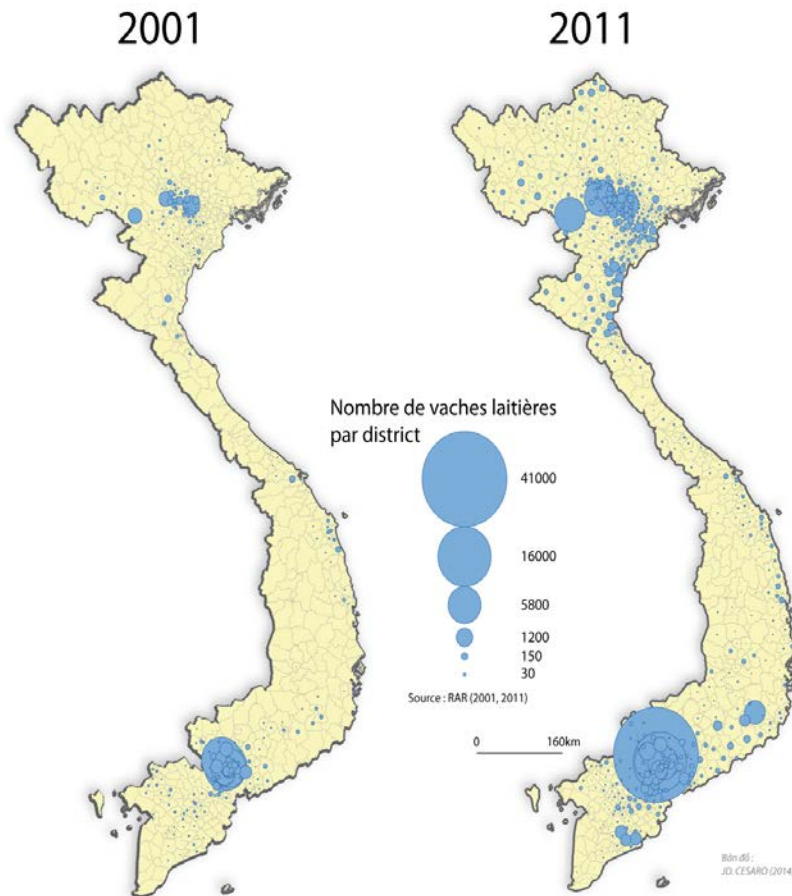 2001
2011
Nombre de vaches laitières
par district
41000
16000
5800
1200
150
30
Source : RAR (2001, 2011)
0 160km
Bản đồ :
JD. CESARO (2014)